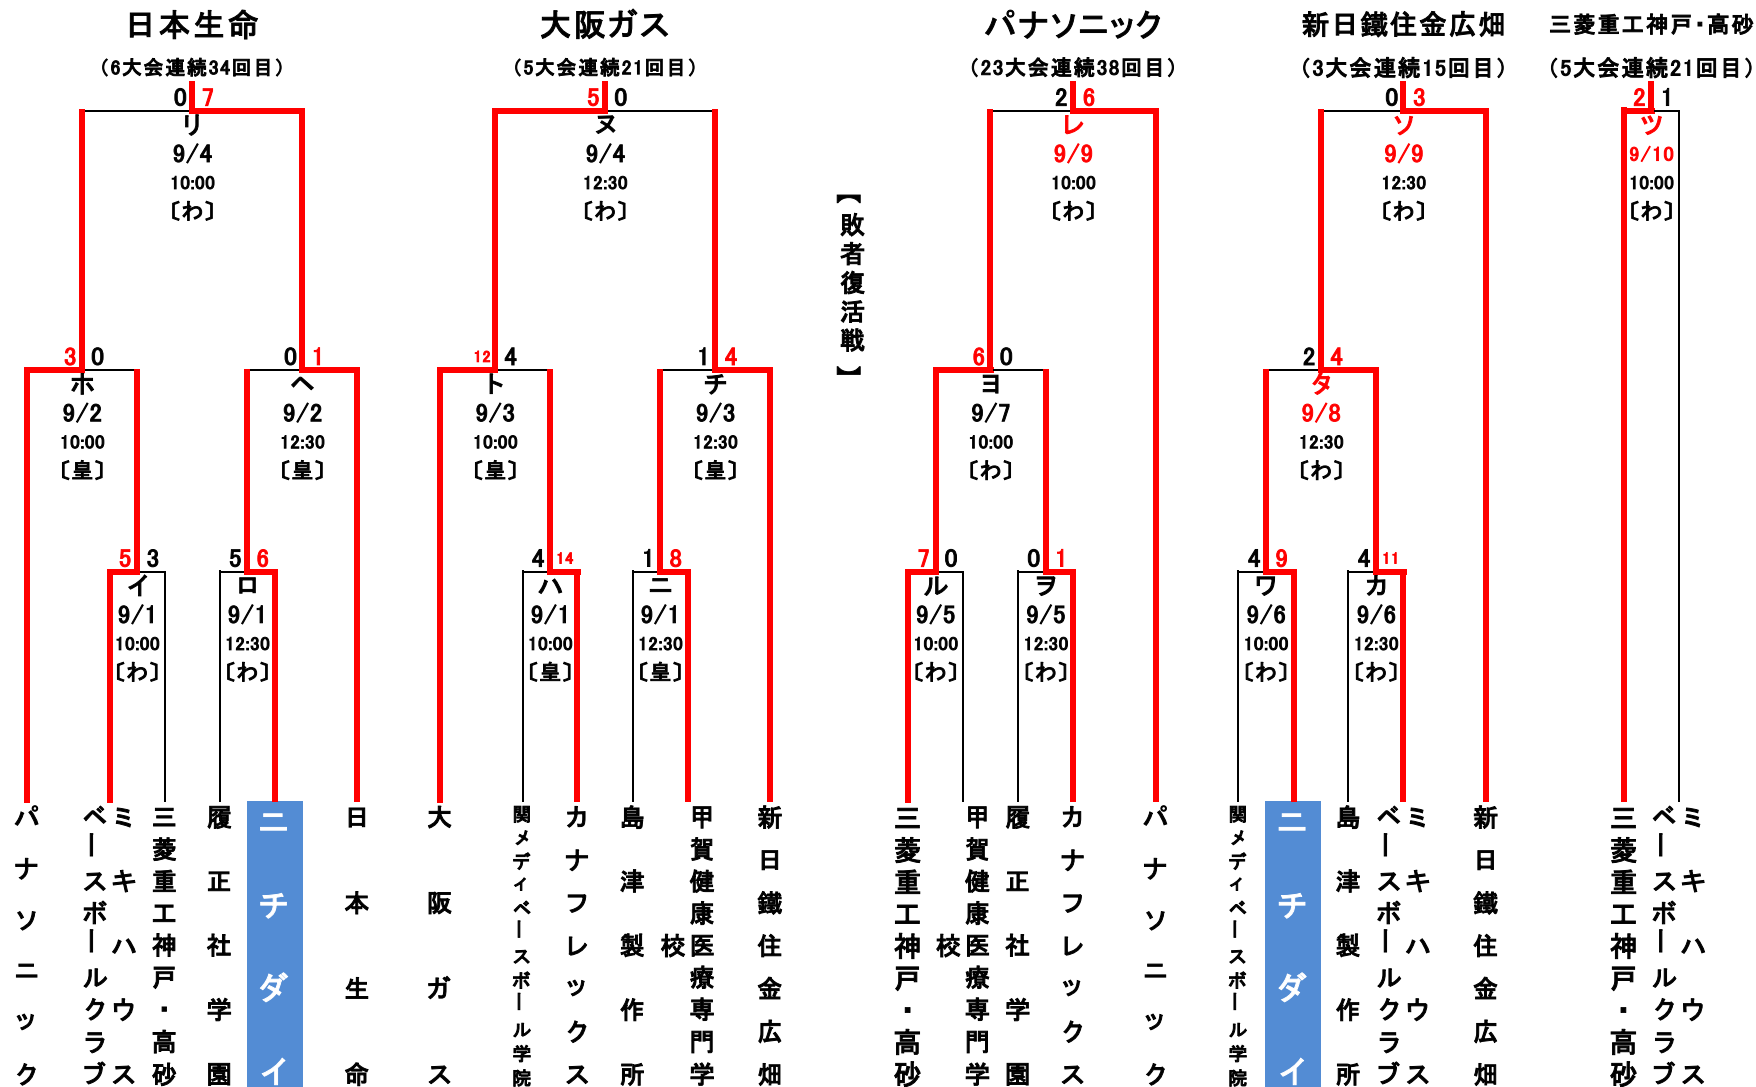 日本生命
(6大会連続34回目)
0 7
リ
9/4
10:00
〔わ〕
3 0
ホ
9/2
10:00
〔皇〕
0 1
ヘ
9/2
12:30
〔皇〕
5 3
イ
9/1
10:00
〔わ〕
5 6
ロ
9/1
12:30
〔わ〕
パナソニック
ミキハウス
ベースボールクラブ
三菱重工神戸・高砂
履正社学園
ニチダイ
日本生命
大阪ガス
(5大会連続21回目)
5 0
ヌ
9/4
12:30
〔わ〕
12 4
ト
9/3
10:00
〔皇〕
1 4
チ
9/3
12:30
〔皇〕
4 14
ハ
9/1
10:00
〔皇〕
1 8
ニ
9/1
12:30
〔皇〕
大阪ガス
関メディベースボール学院
カナフレックス
島津製作所
甲賀健康医療専門学
校
新日鐵住金広畑
【敗者復活戦】
パナソニック
(23大会連続38回目)
2 6
レ
9/9
10:00
〔わ〕
6 0
ヨ
9/7
10:00
〔わ〕
7 0
ル
9/5
10:00
〔わ〕
0 1
ヲ
9/5
12:30
〔わ〕
三菱重工神戸・高砂
甲賀健康医療専門学
校
履正社学園
カナフレックス
パナソニック
新日鐵住金広畑
(3大会連続15回目)
0 3
ソ
9/9
12:30
〔わ〕
2 4
タ
9/8
12:30
〔わ〕
4 9
ワ
9/6
10:00
〔わ〕
4 11
カ
9/6
12:30
〔わ〕
関メディベースボール学院
ニチダイ
島津製作所
ミキハウス
ベースボールクラブ
新日鐵住金広畑
三菱重工神戸・高砂
(5大会連続21回目)
2 1
ツ
9/10
10:00
〔わ〕
三菱重工神戸・高砂
ミキハウス
ベースボールクラブ